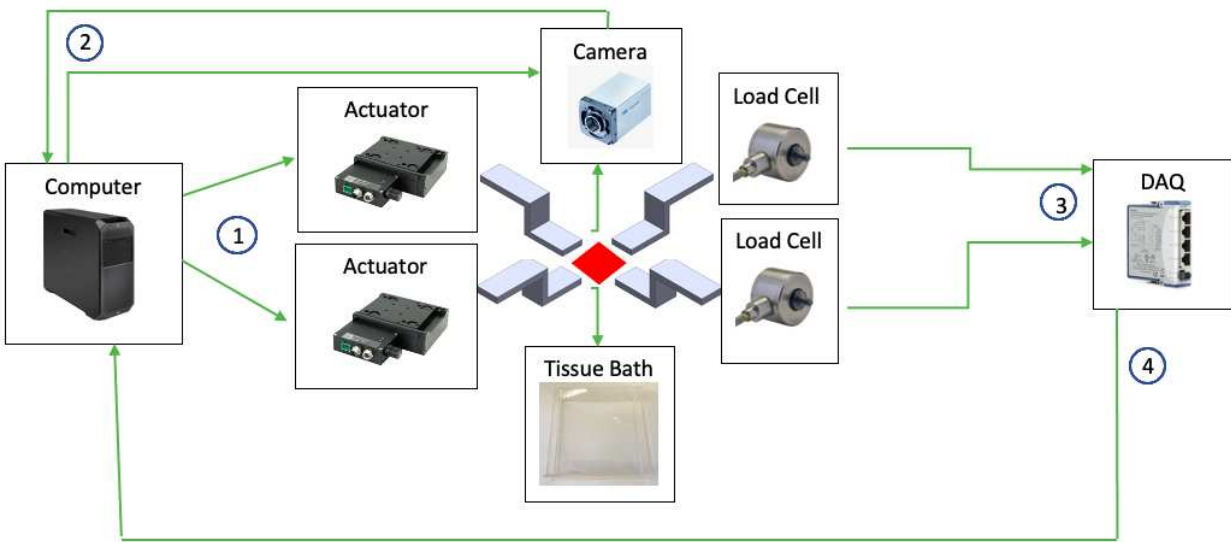 2
Camera
Actuator
Load Cell
Computer
DAQ
1
3
Actuator
Load Cell
Tissue Bath
4